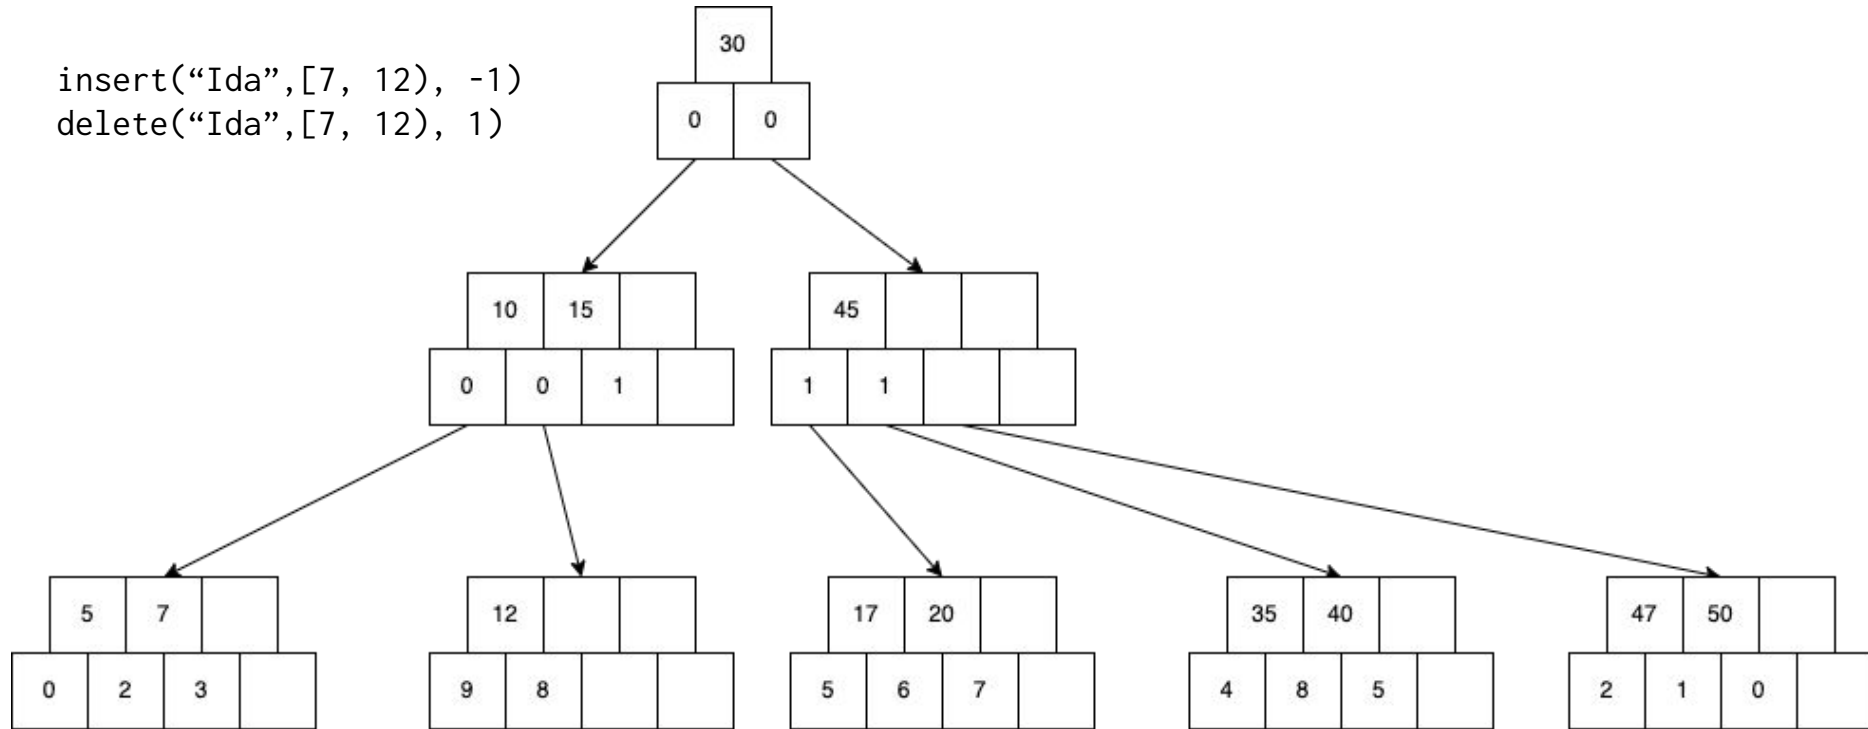 insert(“Ida”,[7, 12), -1)
delete(“Ida”,[7, 12), 1)
30
0 0
10 15
0 0 1
45
1 1
5 7
0 2 3
12
9 8
17 20
5 6 7
35 40
4 8 5
47 50
2 1 0